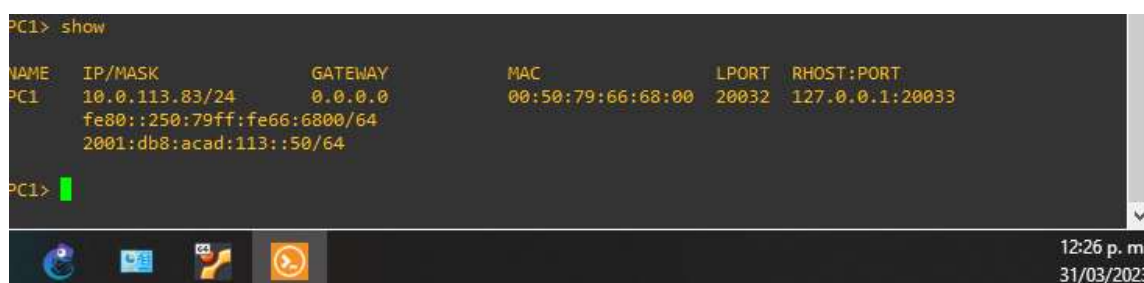 PC1> show
NAME IP/MASK GATEWAY MAC LPORT RHOST:PORT
PC1 10.0.113.83/24 0.0.0.0 00:50:79:66:68:00 20032 127.0.0.1:20033
fe80::250:79ff:fe66:6800/64
2001:db8:acad:113::50/64
PC1>
64
12:26 p. m
31/03/2023